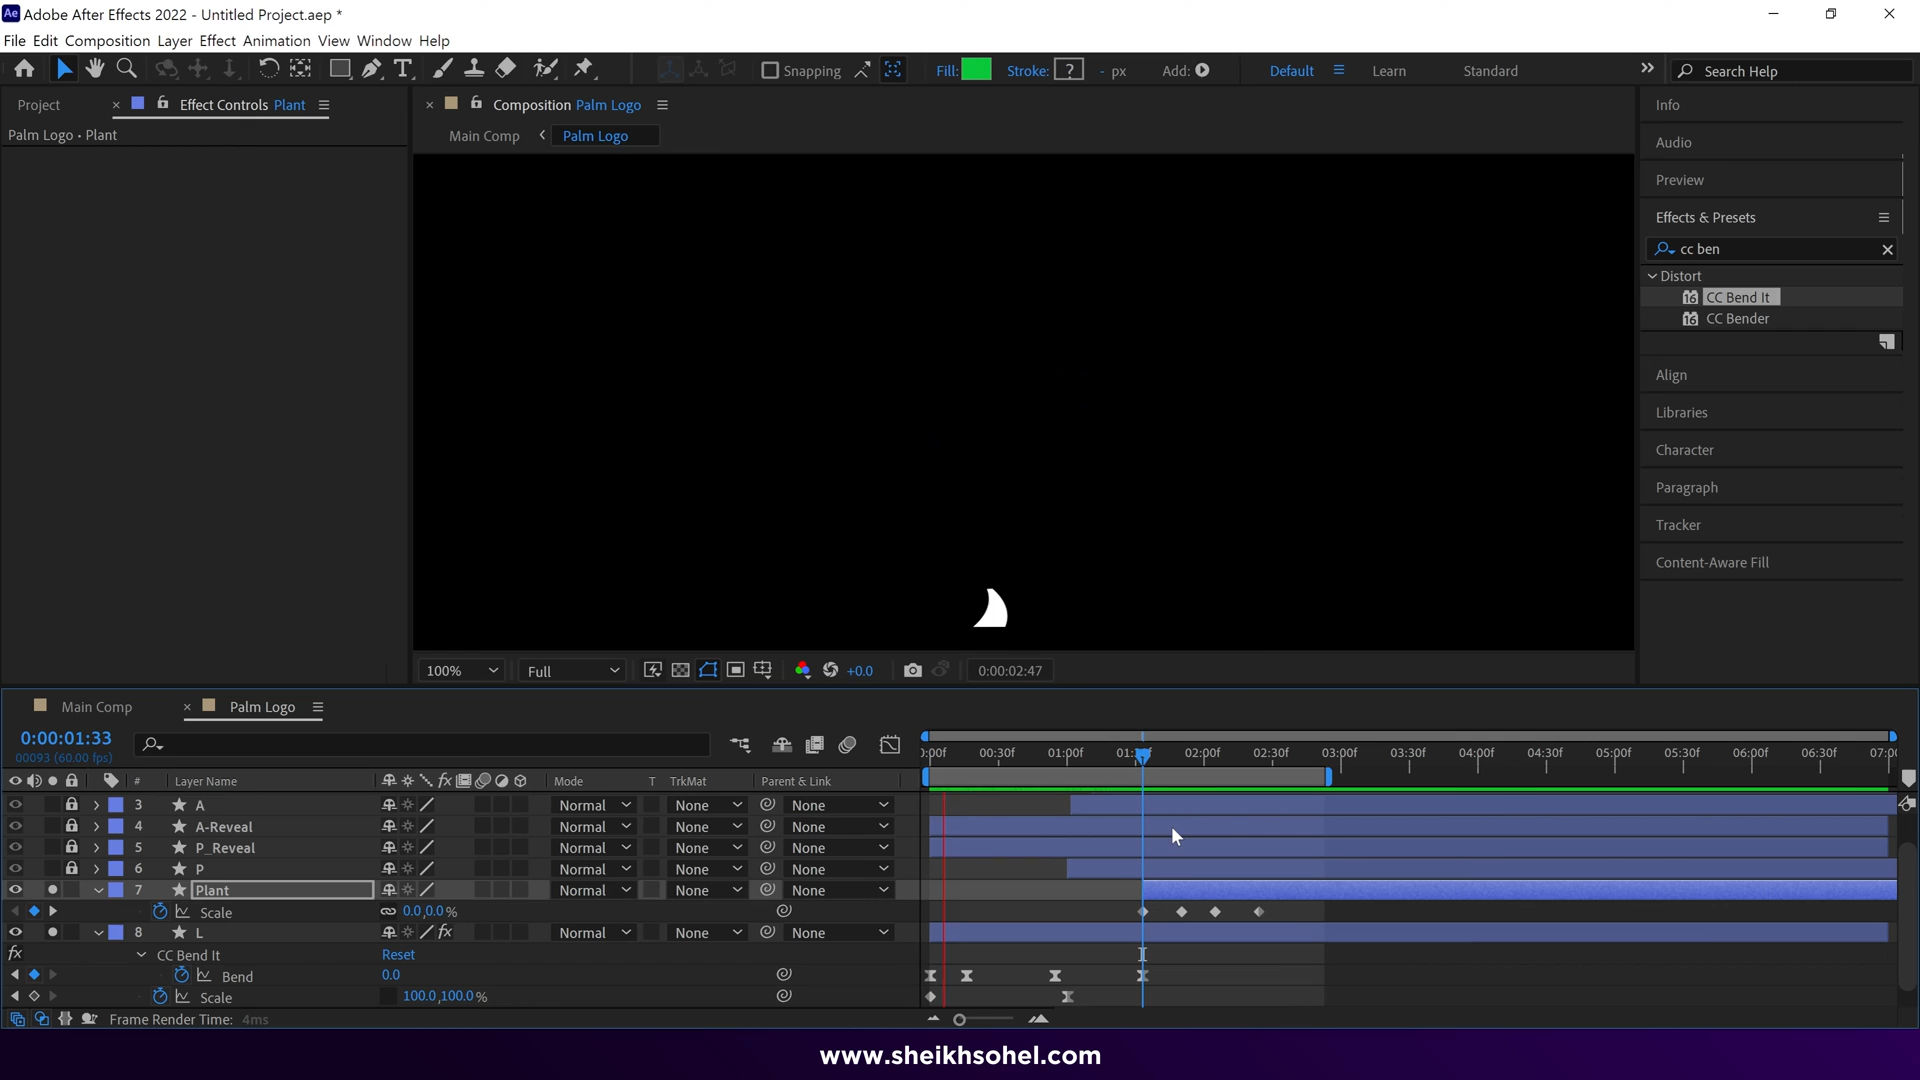 Adobe After Effects 2022 - Untitled Project.aep *
File Edit Composition Layer Effect Animation View Window Help
Snapping Fill: Stroke: ? - px Add: Default Learn Standard Search Help
Project Effect Controls Plant
Palm Logo • Plant
Composition Palm Logo
Main Comp Palm Logo
Info
Audio
Preview
Effects & Presets
cc ben
Distort
CC Bend It
CC Bender
Align
Libraries
Character
Paragraph
Tracker
Content-Aware Fill
100% Full +0.0 0:00:02:47
Main Comp Palm Logo
0:00:01:33
00093 (60.00 fps)
# Layer Name Mode T TrkMat Parent & Link
:00f 00:30f 01:00f 02:00f 02:30f 03:00f 03:30f 04:00f 04:30f 05:00f 05:30f 06:00f 06:30f 07:0
3 A Normal None None
4 A-Reveal Normal None None
5 P_Reveal Normal None None
6 P Normal None None
7 Plant Normal None None
Scale 0.0,0.0%
8 L fx Normal None None
fx CC Bend It Reset
Bend 0.0
Scale 100.0,100.0%
Frame Render Time: 4ms
www.sheikhsohel.com